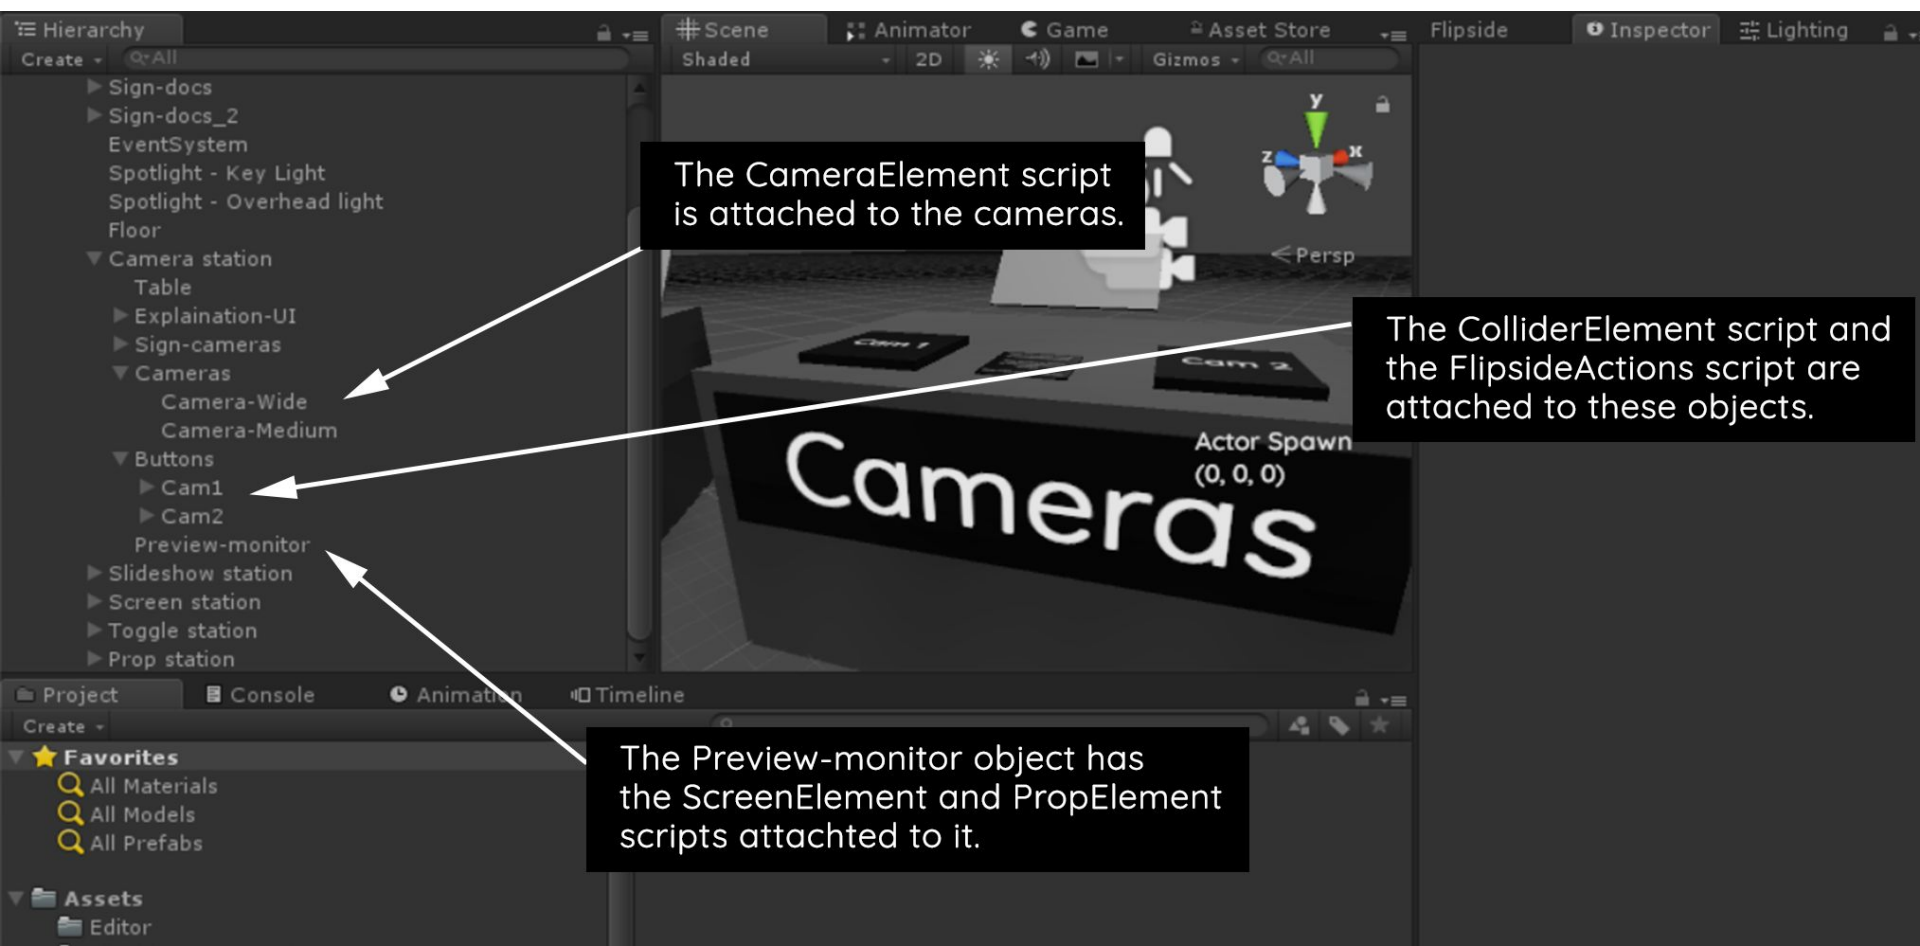 Hierarchy
Create
All
Sign-docs
Sign-docs_2
EventSystem
Spotlight - Key Light
Spotlight - Overhead light
Floor
Camera station
Table
Explaination-UI
Sign-cameras
Cameras
Camera-Wide
Camera-Medium
Buttons
Cam1
Cam2
Preview-monitor
Slideshow station
Screen station
Toggle station
Prop station
Scene
Animator
Game
Asset Store
Shaded
2D
Gizmos
All
y
z
x
Persp
The CameraElement script
is attached to the cameras.
Cam 1
Cam 2
Actor Spawn
(0, 0, 0)
Cameras
Flipside
Inspector
Lighting
The ColliderElement script and
the FlipsideActions script are
attached to these objects.
Project
Console
Animation
Timeline
Create
Favorites
All Materials
All Models
All Prefabs
Assets
Editor
The Preview-monitor object has
the ScreenElement and PropElement
scripts attachted to it.